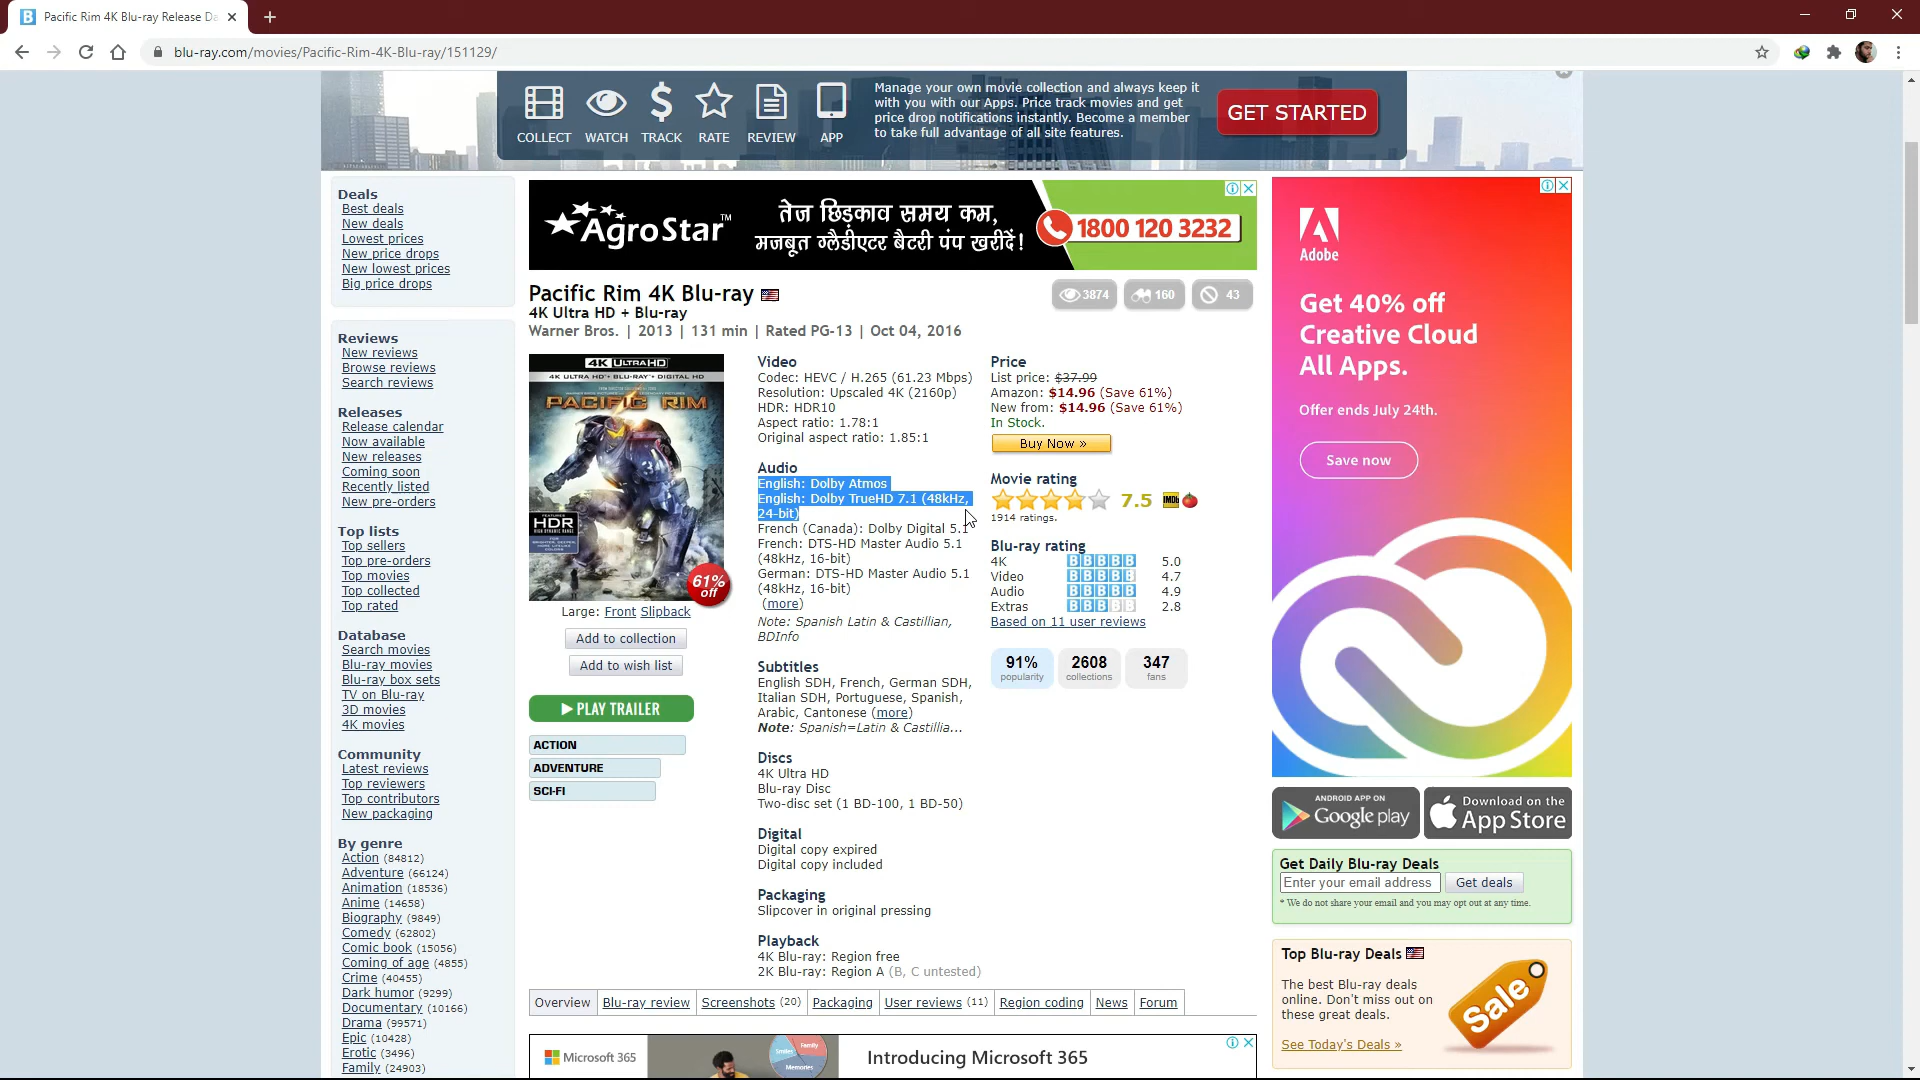 Pacific Rim 4K Blu-ray Release Da
blu-ray.com/movies/Pacific-Rim-4K-Blu-ray/151129/
COLLECT
WATCH
TRACK
RATE
REVIEW
APP
Manage your own movie collection and always keep it
with you with our Apps. Price track movies and get
price drop notifications instantly. Become a member
to take full advantage of all site features.
GET STARTED
Deals
Best deals
New deals
Lowest prices
New price drops
New lowest prices
Big price drops
Reviews
New reviews
Browse reviews
Search reviews
Releases
Release calendar
Now available
New releases
Coming soon
Recently listed
New pre-orders
Top lists
Top sellers
Top pre-orders
Top movies
Top collected
Top rated
Database
Search movies
Blu-ray movies
Blu-ray box sets
TV on Blu-ray
3D movies
4K movies
Community
Latest reviews
Top reviewers
Top contributors
New packaging
By genre
Action (84812)
Adventure (66124)
Animation (18536)
Anime (14658)
Biography (9849)
Comedy (62802)
Comic book (15056)
Coming of age (4855)
Crime (40455)
Dark humor (9299)
Documentary (10166)
Drama (99571)
Epic (10428)
Erotic (3496)
Family (24903)
AgroStar™
तेज छिड़काव समय कम,
मजबूत ग्लैडीएटर बैटरी पंप खरीदें!
1800 120 3232
Pacific Rim 4K Blu-ray
4K Ultra HD + Blu-ray
Warner Bros. | 2013 | 131 min | Rated PG-13 | Oct 04, 2016
3874
160
43
4K ULTRA HD
4K ULTRA HD + BLU-RAY + DIGITAL HD
PACIFIC RIM
HDR
HIGH DYNAMIC RANGE
61%
off
Large: Front Slipback
Add to collection
Add to wish list
PLAY TRAILER
ACTION
ADVENTURE
SCI-FI
Video
Codec: HEVC / H.265 (61.23 Mbps)
Resolution: Upscaled 4K (2160p)
HDR: HDR10
Aspect ratio: 1.78:1
Original aspect ratio: 1.85:1
Audio
English: Dolby Atmos
English: Dolby TrueHD 7.1 (48kHz,
24-bit)
French (Canada): Dolby Digital 5.1
French: DTS-HD Master Audio 5.1
(48kHz, 16-bit)
German: DTS-HD Master Audio 5.1
(48kHz, 16-bit)
(more)
Note: Spanish Latin & Castillian,
BDInfo
Subtitles
English SDH, French, German SDH,
Italian SDH, Portuguese, Spanish,
Arabic, Cantonese (more)
Note: Spanish=Latin & Castillia...
Discs
4K Ultra HD
Blu-ray Disc
Two-disc set (1 BD-100, 1 BD-50)
Digital
Digital copy expired
Digital copy included
Packaging
Slipcover in original pressing
Playback
4K Blu-ray: Region free
2K Blu-ray: Region A (B, C untested)
Price
List price: $37.99
Amazon: $14.96 (Save 61%)
New from: $14.96 (Save 61%)
In Stock.
Buy Now »
Movie rating
7.5
IMDb
1914 ratings.
Blu-ray rating
4K 5.0
Video 4.7
Audio 4.9
Extras 2.8
Based on 11 user reviews
91%
popularity
2608
collections
347
fans
Overview
Blu-ray review
Screenshots (20)
Packaging
User reviews (11)
Region coding
News
Forum
Microsoft 365
Smiles
Family
Memories
Introducing Microsoft 365
Adobe
Get 40% off
Creative Cloud
All Apps.
Offer ends July 24th.
Save now
ANDROID APP ON
Google play
Download on the
App Store
Get Daily Blu-ray Deals
Enter your email address
Get deals
* We do not share your email and you may opt out at any time.
Top Blu-ray Deals
The best Blu-ray deals
online. Don't miss out on
these great deals.
See Today's Deals »
Sale